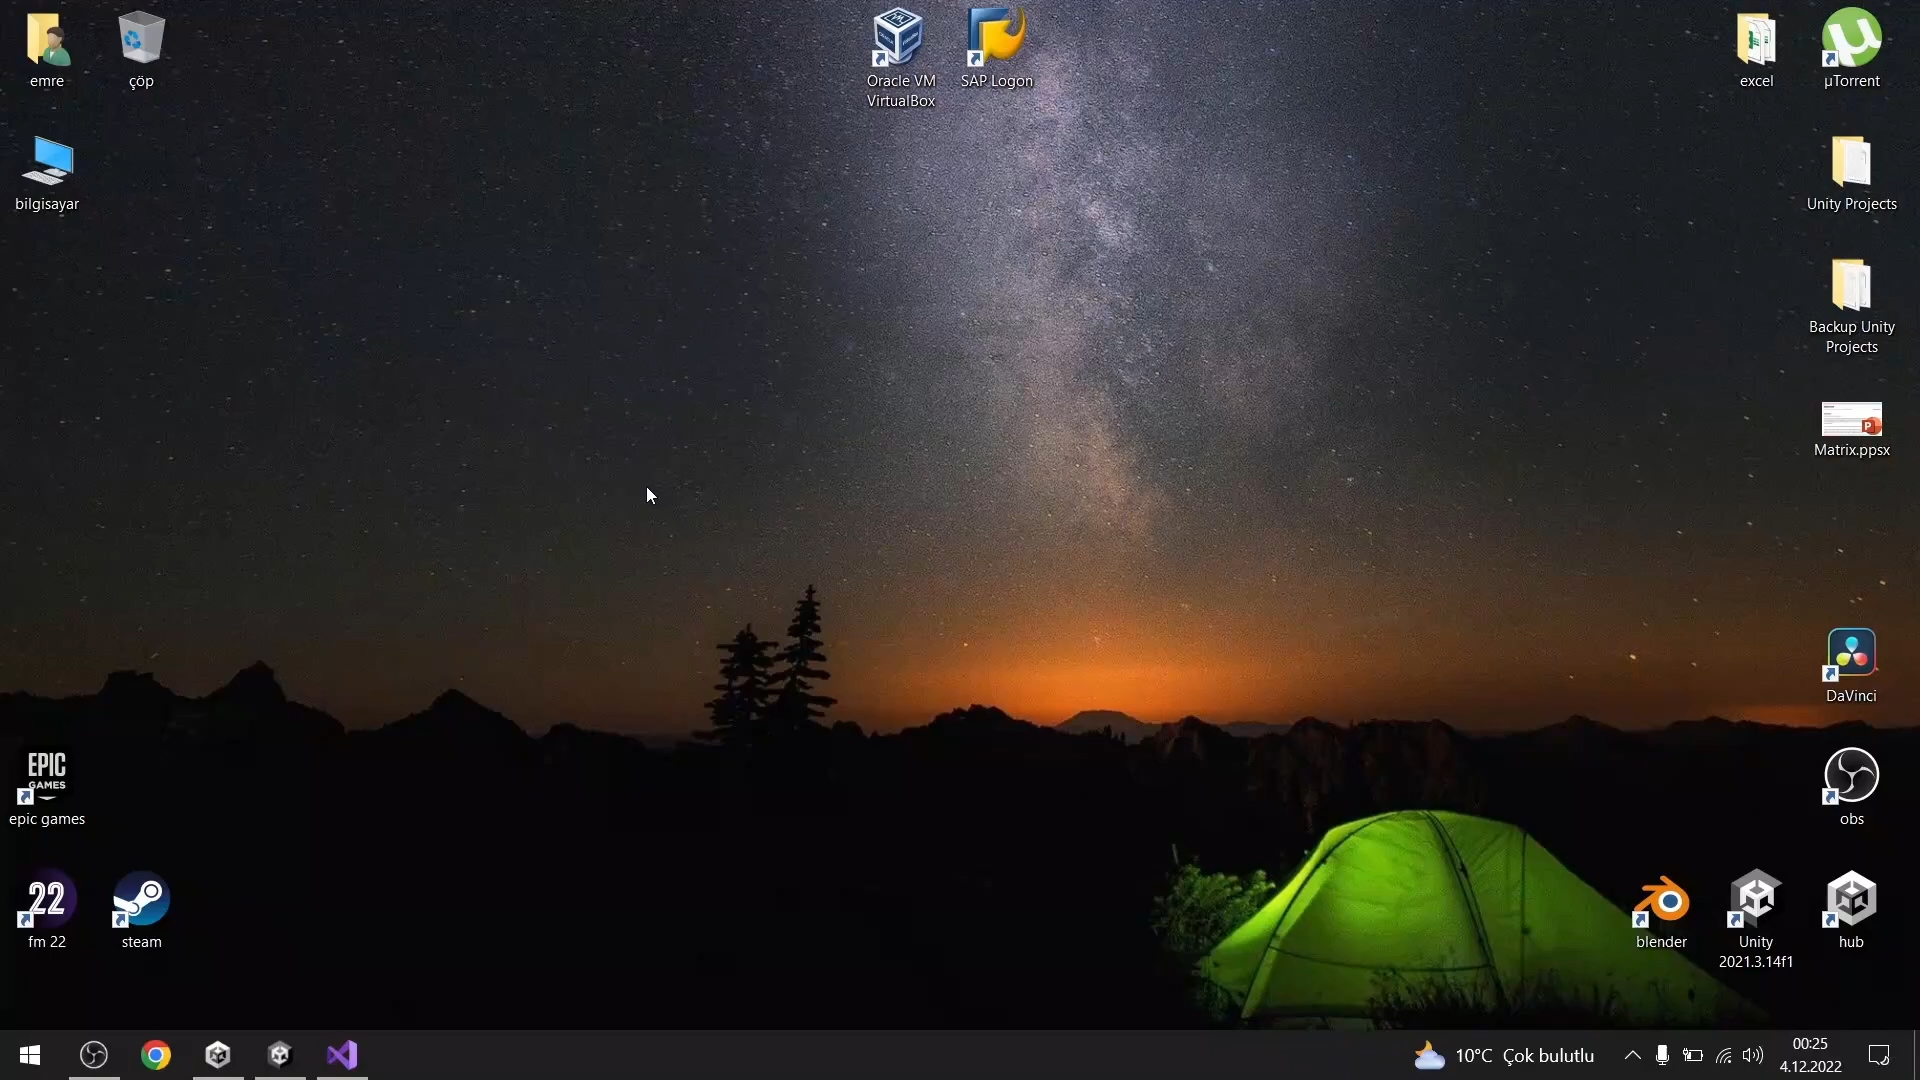 emre
çöp
Oracle VM
VirtualBox
SAP Logon
excel
µTorrent
bilgisayar
Unity Projects
Backup Unity
Projects
P
Matrix.ppsx
DaVinci
EPIC
GAMES
epic games
obs
22
fm 22
steam
blender
Unity
2021.3.14f1
hub
10°C Çok bulutlu
00:25
4.12.2022